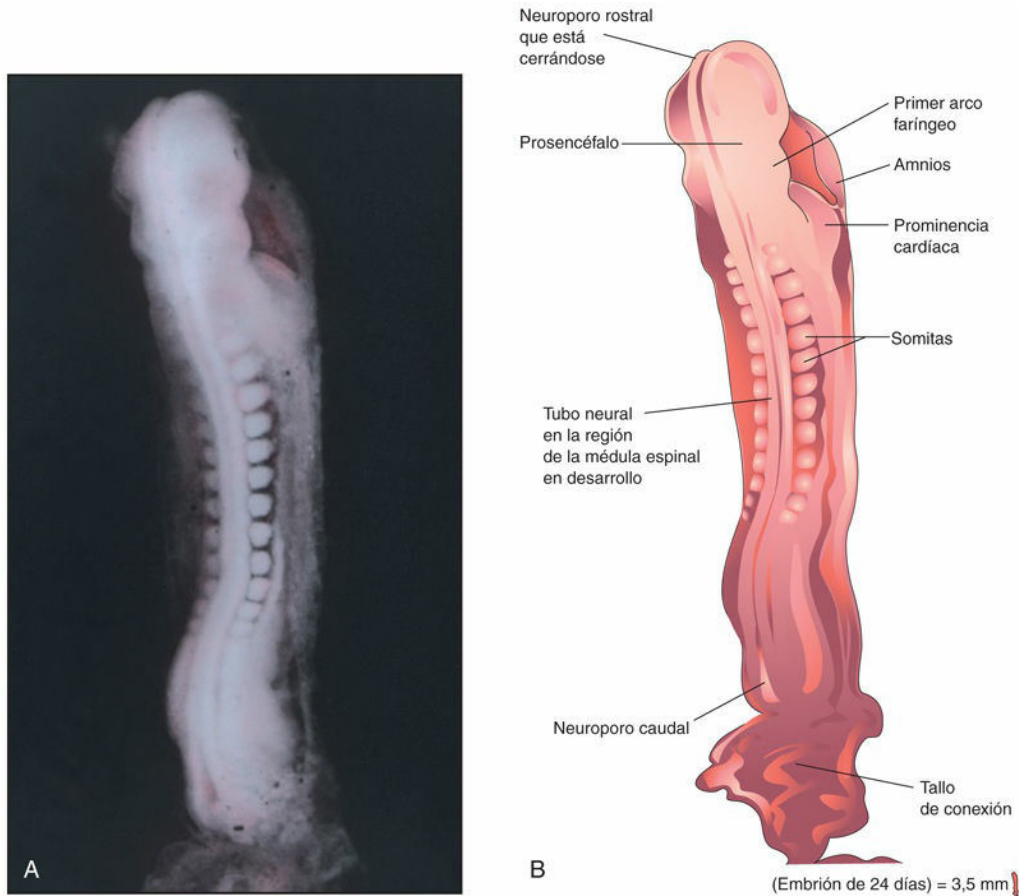 Neuroporo rostral
que está
cerrándose
Primer arco
faríngeo
Prosencéfalo
Amnios
Prominencia
cardíaca
Somitas
Tubo neural
en la región
de la médula espinal
en desarrollo
Neuroporo caudal
Tallo
de conexión
A
B
(Embrión de 24 días) = 3,5 mm